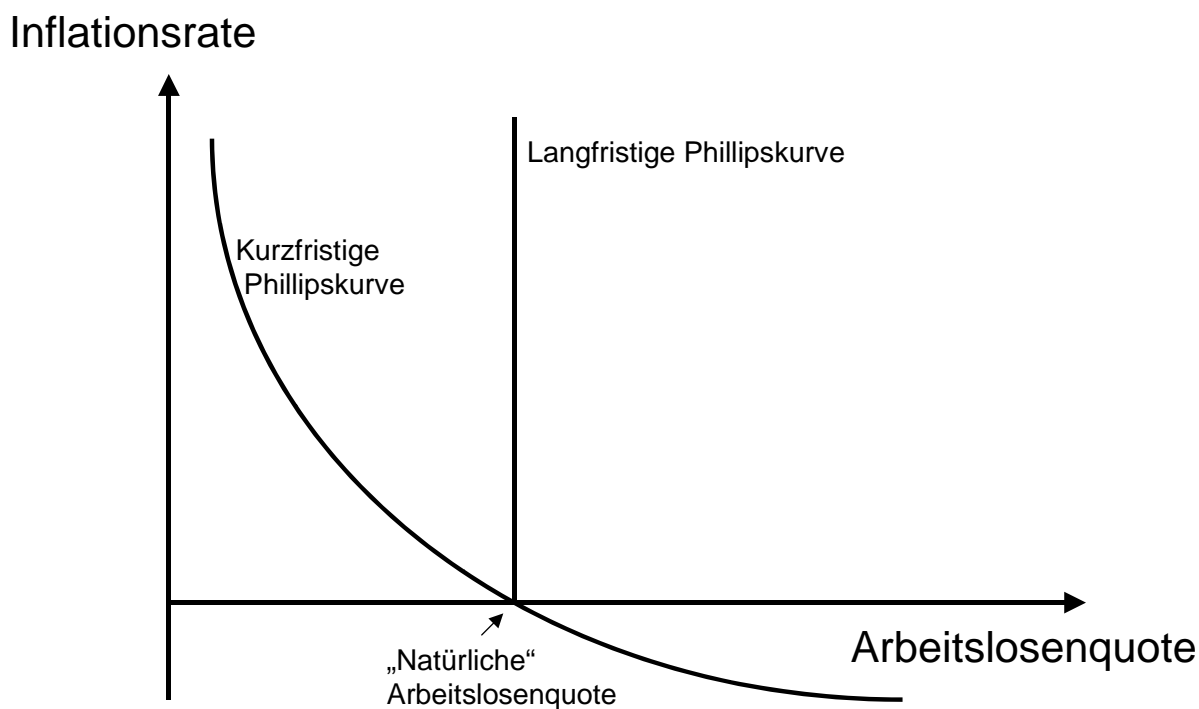 Inflationsrate
Langfristige Phillipskurve
Kurzfristige
Phillipskurve
Arbeitslosenquote
„Natürliche“
Arbeitslosenquote